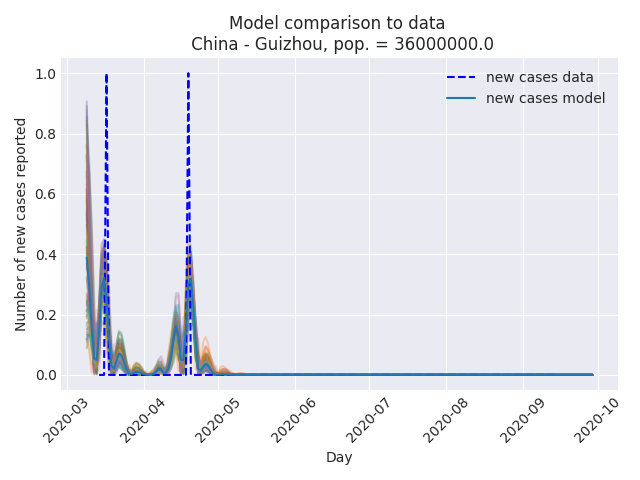 Model comparison to data
China - Guizhou, pop. = 36000000.0
new cases data
new cases model
Number of new cases reported
1.0
0.8
0.6
0.4
0.2
0.0
2020-03
2020-04
2020-05
2020-06
2020-07
2020-08
2020-09
2020-10
Day